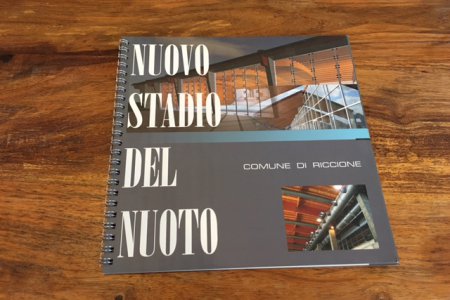 NUOVO
STADIO
DEL
COMUNE DI RICCIONE
NUOTO